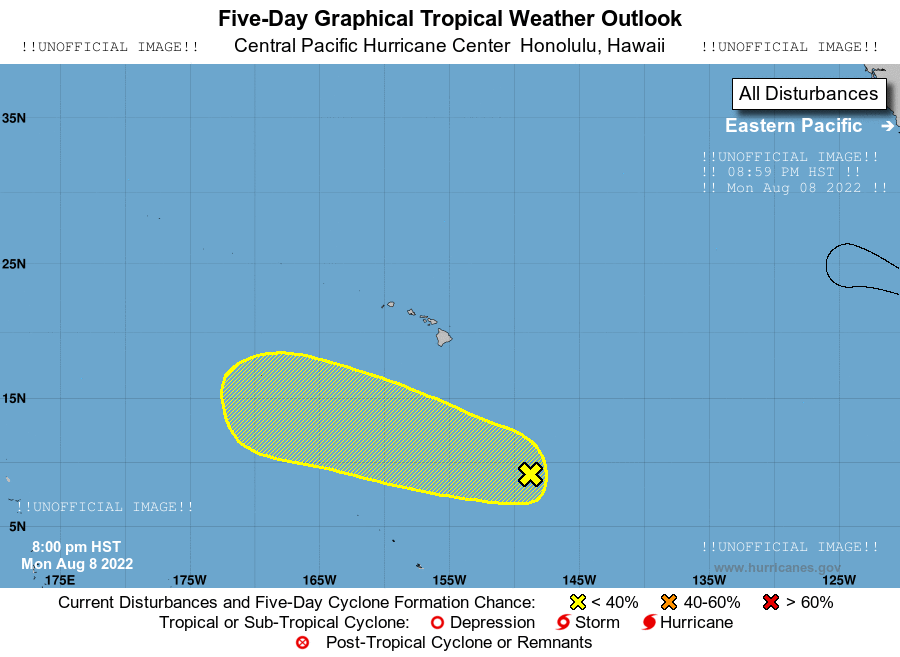 Five-Day Graphical Tropical Weather Outlook
!!UNOFFICIAL IMAGE!! Central Pacific Hurricane Center Honolulu, Hawaii !!UNOFFICIAL IMAGE!!
All Disturbances
35N
Eastern Pacific
!!UNOFFICIAL IMAGE!!
!! 08:59 PM HST !!
!! Mon Aug 08 2022 !!
25N
15N
!!UNOFFICIAL IMAGE!!
5N
8:00 pm HST
Mon Aug 8 2022
!!UNOFFICIAL IMAGE!!
www.hurricanes.gov
175E 175W 165W 155W 145W 135W 125W
Current Disturbances and Five-Day Cyclone Formation Chance: < 40% 40-60% > 60%
Tropical or Sub-Tropical Cyclone: Depression Storm Hurricane
Post-Tropical Cyclone or Remnants